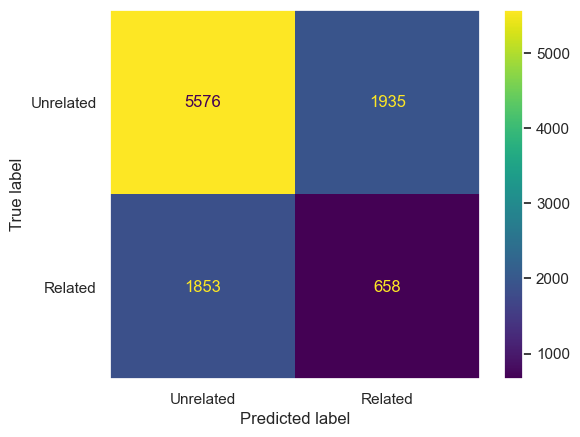 True label
Unrelated
5576
1935
Related
1853
658
Unrelated
Related
Predicted label
5000
4000
3000
2000
1000